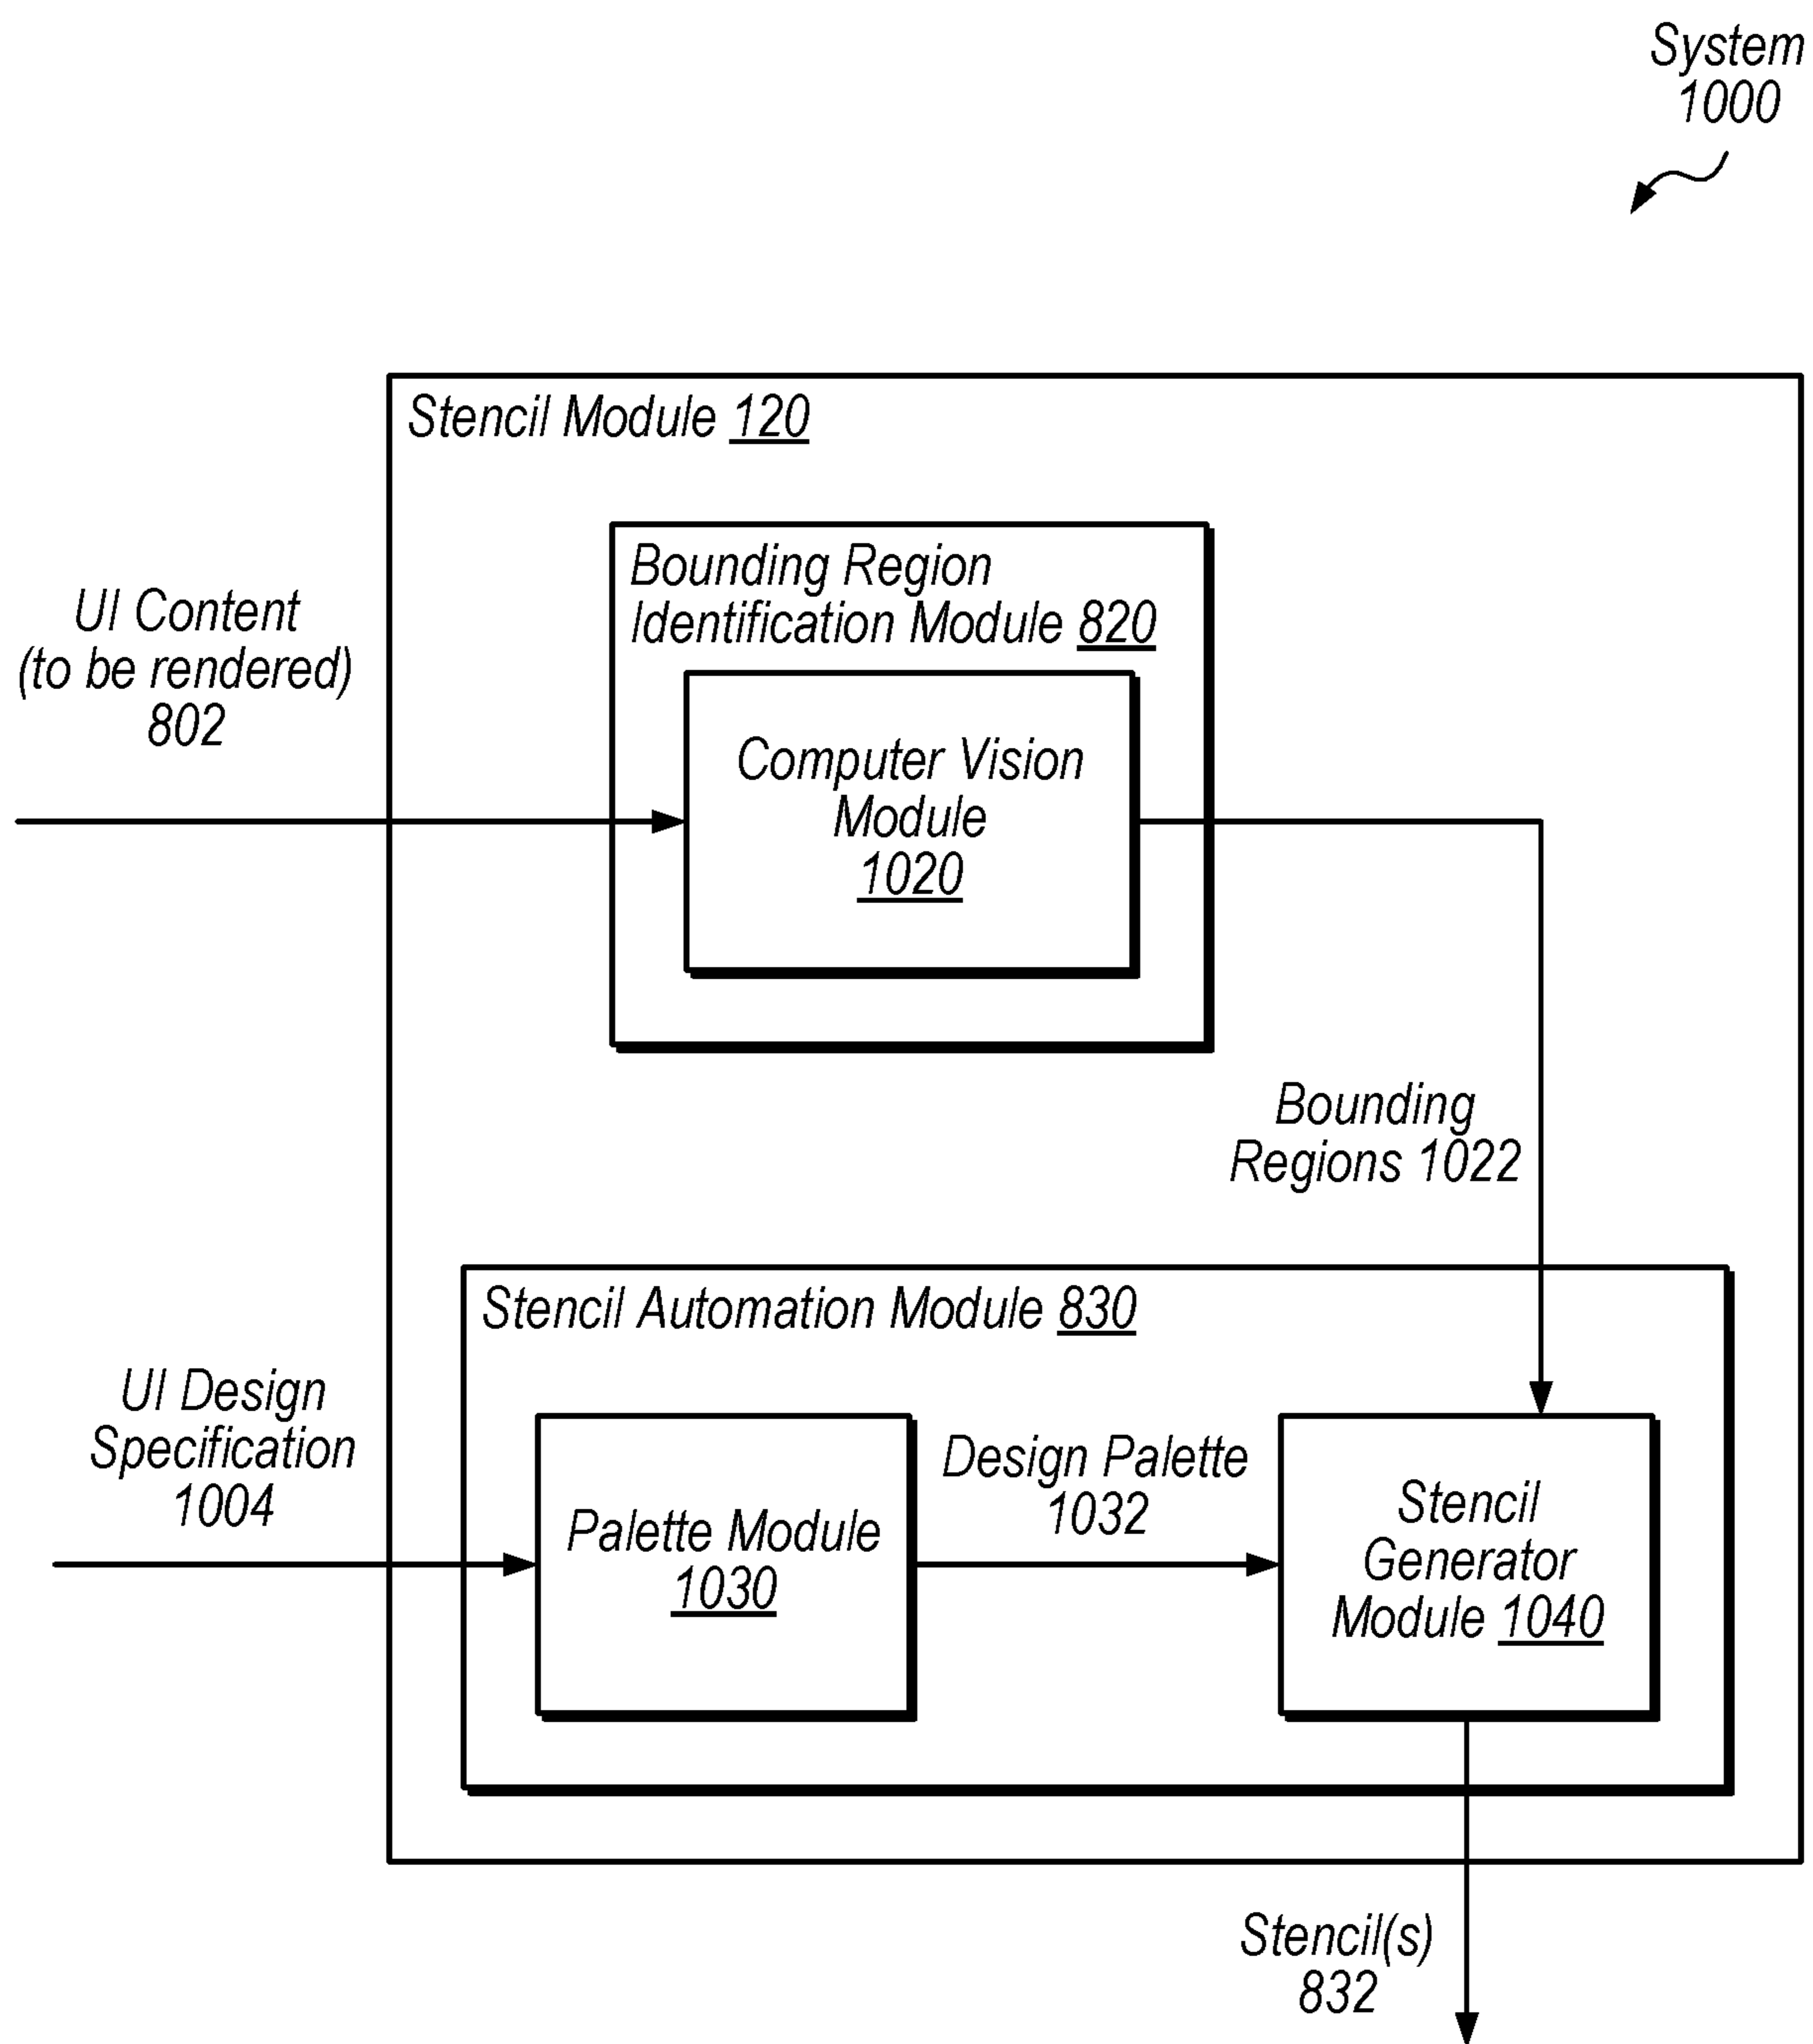 System
1000
Stencil Module 120
Bounding Region
Identification Module 820
UI Content
(to be rendered)
802
Computer Vision
Module
1020
Bounding
Regions 1022
Stencil Automation Module 830
UI Design
Specification
1004
Palette Module
1030
Design Palette
1032
Stencil
Generator
Module 1040
Stencil(s)
832